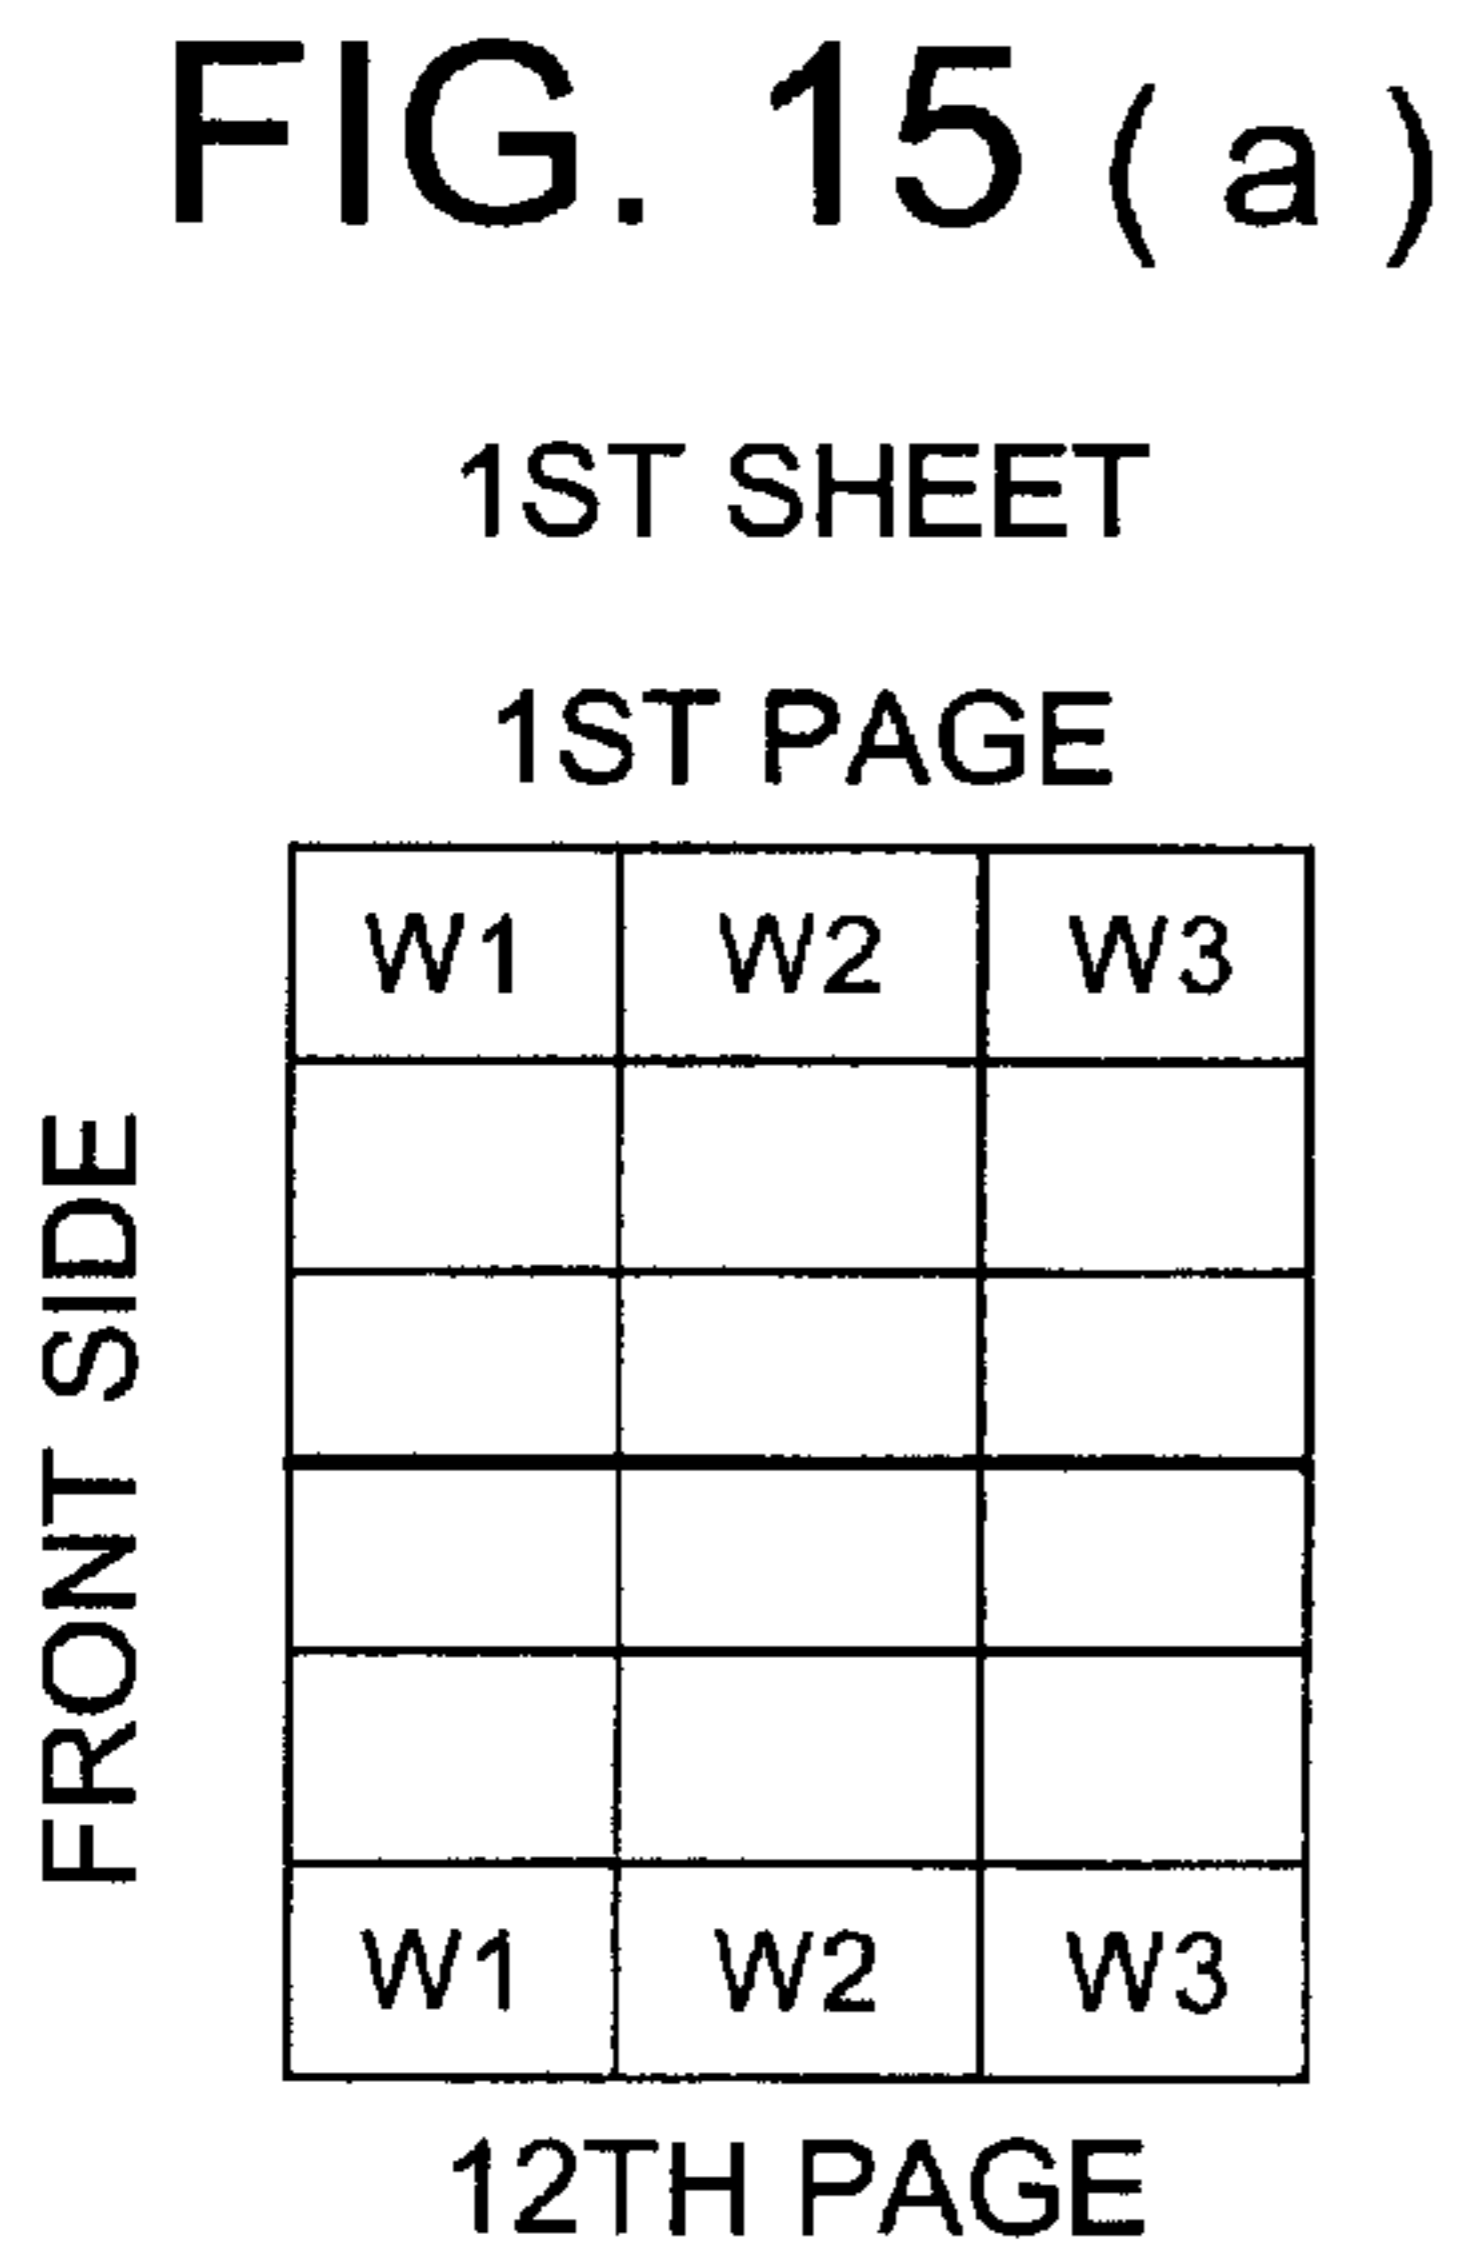 FIG. 15 (a)
1ST SHEET
1ST PAGE
W1 W2 W3
FRONT SIDE
W1 W2 W3
12TH PAGE